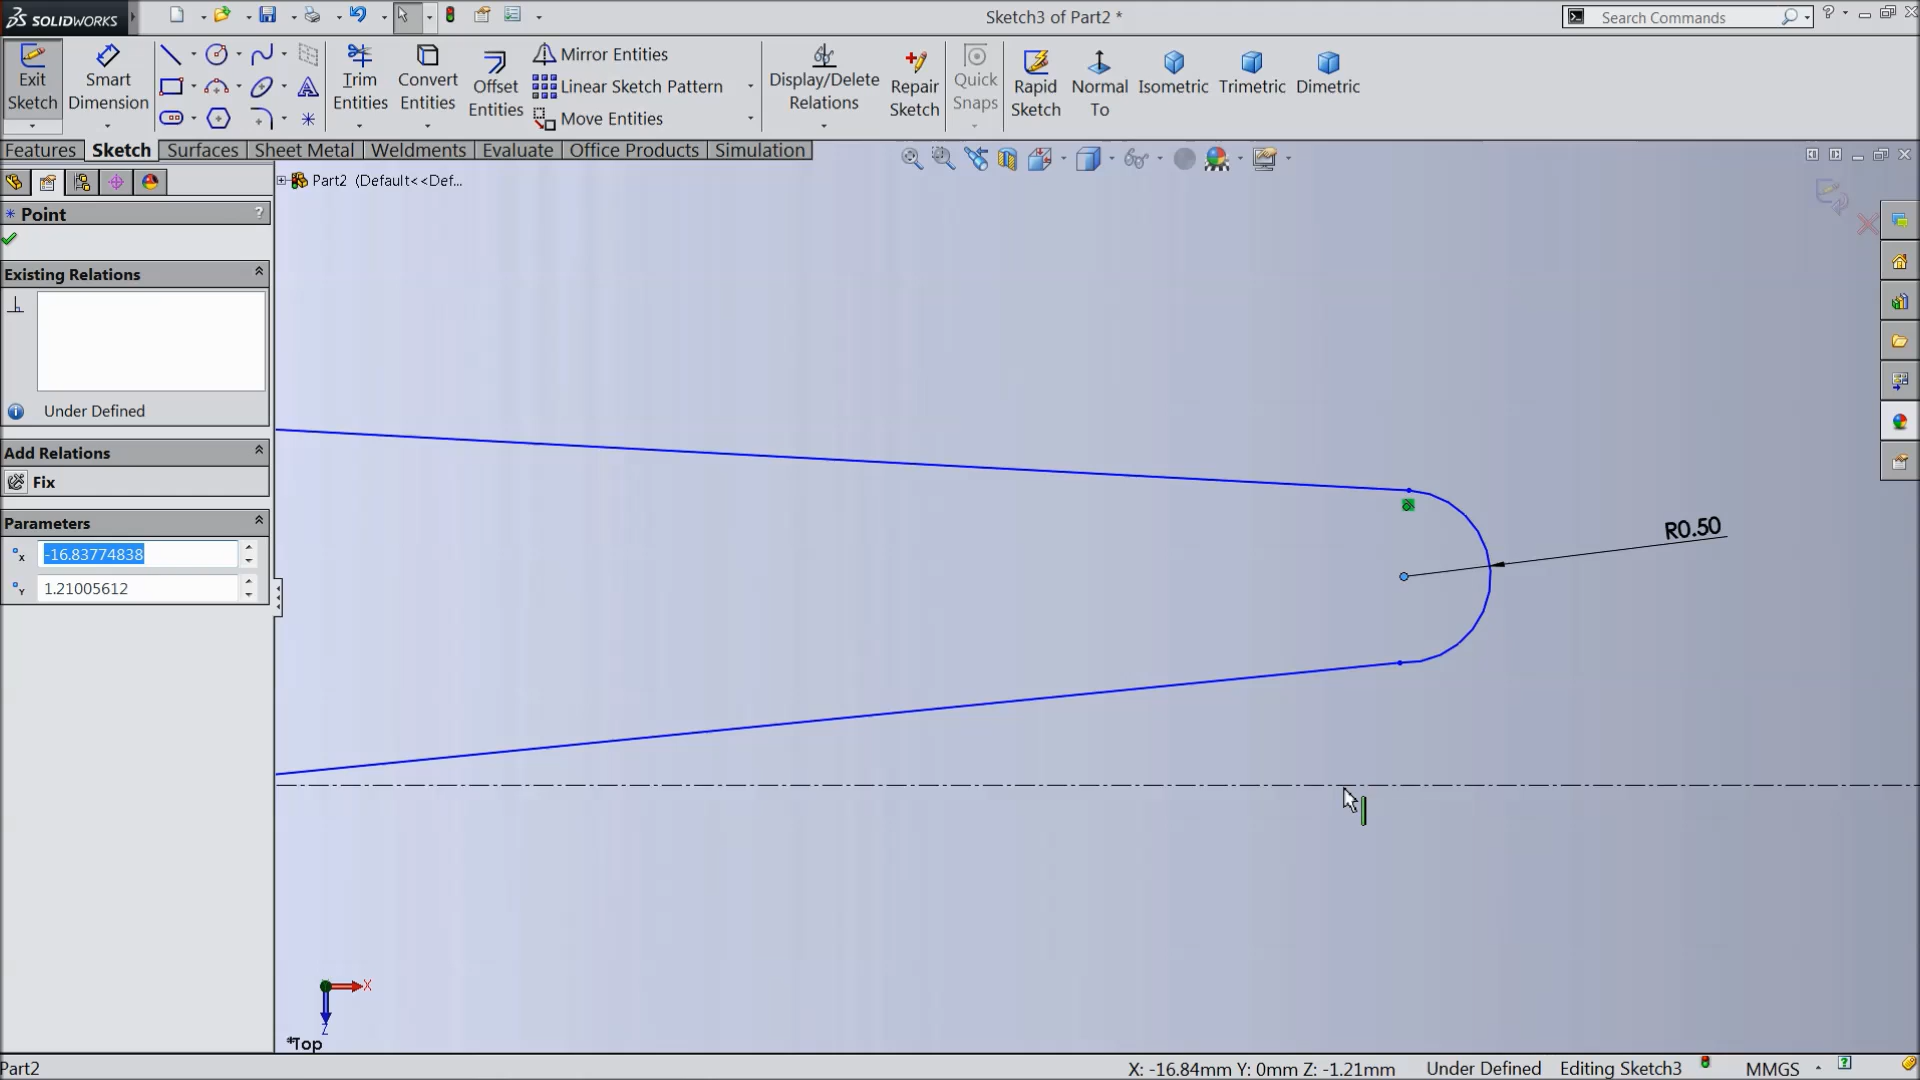 SOLIDWORKS
Sketch3 of Part2 *
Search Commands
?
Exit Sketch
Smart Dimension
Trim Entities
Convert Entities
Offset Entities
Mirror Entities
Linear Sketch Pattern
Move Entities
Display/Delete Relations
Repair Sketch
Quick Snaps
Rapid Sketch
Normal To
Isometric
Trimetric
Dimetric
Features
Sketch
Surfaces
Sheet Metal
Weldments
Evaluate
Office Products
Simulation
Part2 (Default<<Def...
Point
?
Existing Relations
Under Defined
Add Relations
Fix
Parameters
X
-16.83774838
Y
1.21005612
R0.50
X
Z
*Top
Part2
X: -16.84mm Y: 0mm Z: -1.21mm
Under Defined
Editing Sketch3
MMGS
?